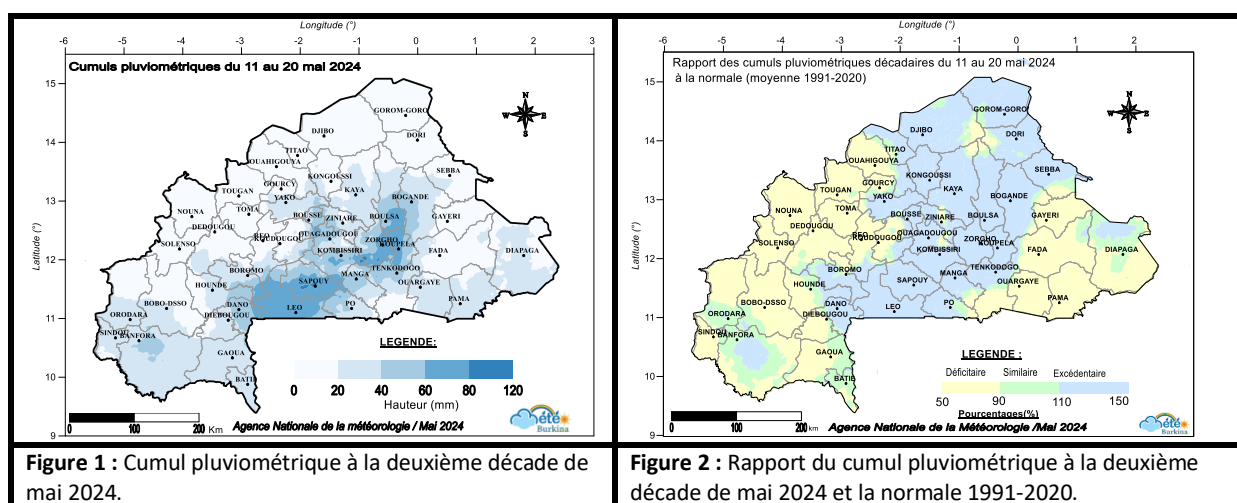 Longitude (°)
-6 -5 -4 -3 -2 -1 0 1 2 3
Cumuls pluviométriques du 11 au 20 mai 2024
15
14
13
12
11
10
9
Latitude (°)
N
W E
S
GOROM-GORO
DJIBO
DORI
TITAO
OUAHIGOUYA
KONGOUSSI
SEBBA
GOURCY
KAYA
TOUGAN
YAKO
BOGANDE
NOUNA
TOMA
BOUSSE
ZINIARE
BOULSA
GAYERI
DEDOUGOU
REO
KOUDOUGOU
OUAGADOUGOU
ZORGHO
KOUPELA
SOLENSO
KOMBISSIRI
FADA
DIAPAGA
BOROMO
MANGA
TENKODOGO
HOUNDE
SAPOUY
OUARGAYE
BOBO-DSSO
DANO
LEO
PO
PAMA
ORODARA
DIEBOUGOU
SINDOU
BANFORA
GAOUA
BATIE
LEGENDE:
0 20 40 60 80 120
Hauteur (mm)
0 100 200 Km
Agence Nationale de la météorologie / Mai 2024
été
Burkina
Figure 1 : Cumul pluviométrique à la deuxième décade de
mai 2024.
Longitude (°)
-6 -5 -4 -3 -2 -1 0 1 2
Rapport des cumuls pluviométriques décadaires du 11 au 20 mai 2024
à la normale (moyenne 1991-2020)
15
14
13
12
11
10
9
Latitude (°)
N
W E
S
GOROM-GORO
DJIBO
DORI
TITAO
OUAHIGOUYA
KONGOUSSI
SEBBA
GOURCY
KAYA
TOUGAN
YAKO
BOGANDE
NOUNA
TOMA
BOUSSE
ZINIARE
BOULSA
GAYERI
DEDOUGOU
REO
KOUDOUGOU
OUAGADOUGOU
ZORGHO
KOUPELA
SOLENSO
KOMBISSIRI
FADA
DIAPAGA
BOROMO
MANGA
TENKODOGO
HOUNDE
SAPOUY
OUARGAYE
BOBO-DSSO
DANO
LEO
PO
PAMA
ORODARA
DIEBOUGOU
SINDOU
BANFORA
GAOUA
BATIE
LEGENDE :
Déficitaire Similaire Excédentaire
50 90 110 150
Pourcentages(%)
0 100 200 km
Agence Nationale de la Météorologie /Mai 2024
été
Burkina
Figure 2 : Rapport du cumul pluviométrique à la deuxième
décade de mai 2024 et la normale 1991-2020.